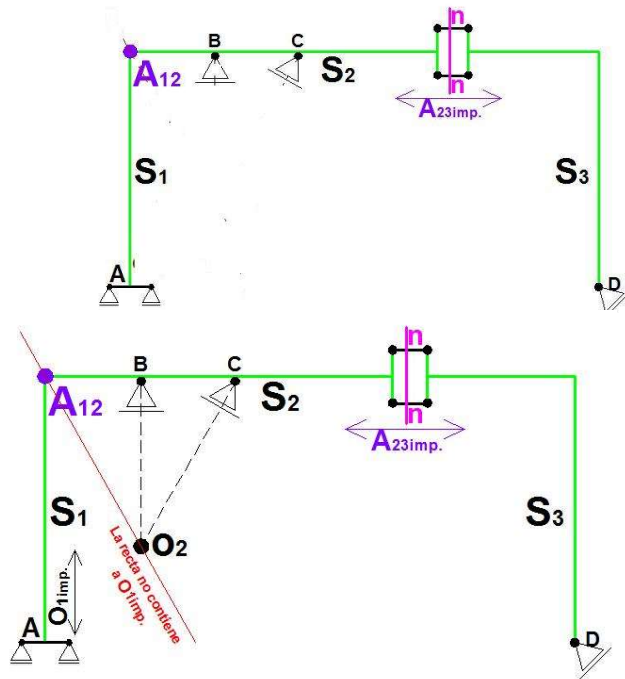 n
B
C
A12
S2
n
A23imp.
S1
S3
A
D
n
B
C
A12
S2
n
A23imp.
S1
O2
S3
La recta no contiene
a O1imp.
O1imp.
A
D